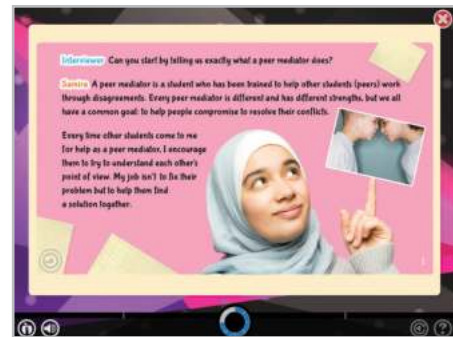 Interviewer Can you start by telling us exactly what a peer mediator does?
Samira A peer mediator is a student who has been trained to help other students (peers) work
through disagreements. Every peer mediator is different and has different strengths, but we all
have a common goal: to help people compromise to resolve their conflicts.
Every time other students come to me
for help as a peer mediator, I encourage
them to try to understand each other's
point of view. My job isn't to fix their
problem but to help them find
a solution together.